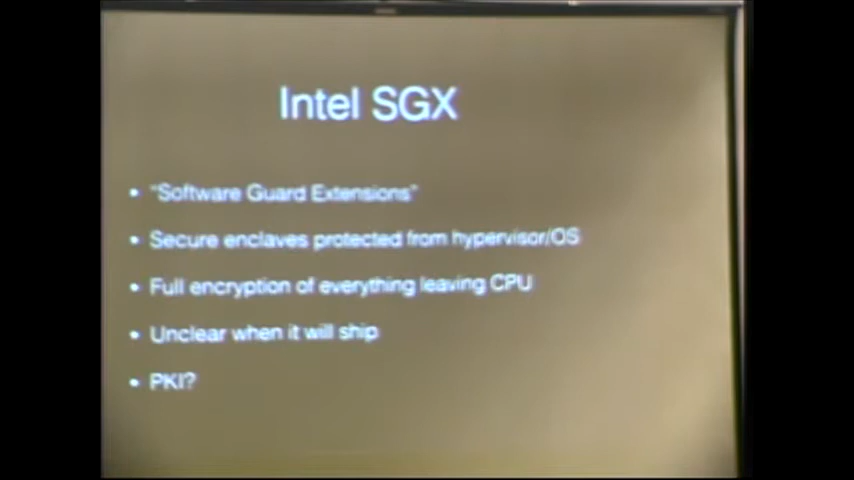 Intel SGX
• "Software Guard Extensions"
• Secure enclaves protected from hypervisor/OS
• Full encryption of everything leaving CPU
• Unclear when it will ship
• PKI?